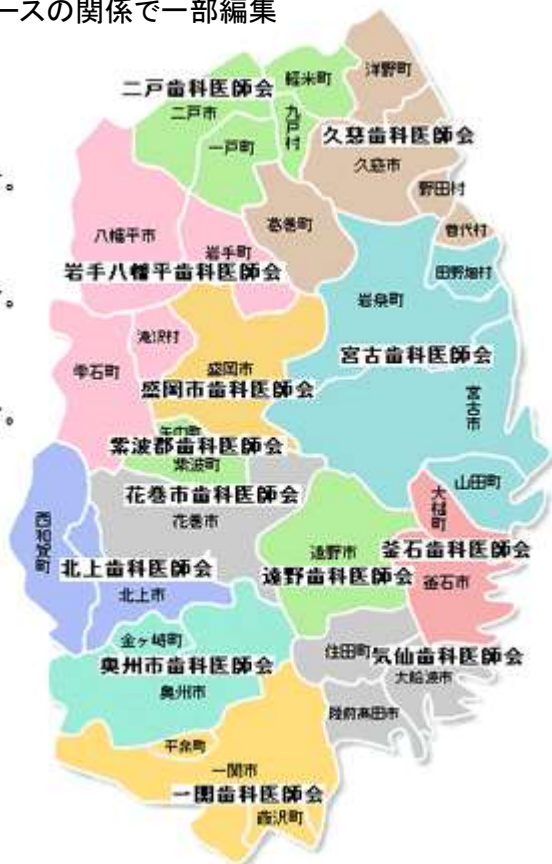 ースの関係で一部編集
洋野町
軽米町
二戸歯科医師会
二戸市
九戸村
久慈歯科医師会
一戸町
久慈市
す。
野田村
葛巻町
普代村
八幡平市
岩手町
田野畑村
岩手八幡平歯科医師会
す。
岩泉町
滝沢村
宮古歯科医師会
雫石町
盛岡市
盛岡市歯科医師会
宮古市
す。
矢巾町
紫波郡歯科医師会
紫波町
山田町
花巻市歯科医師会
大槌町
花巻市
西和賀町
遠野市
釜石歯科医師会
北上歯科医師会
遠野歯科医師会
釜石市
北上市
金ヶ崎町
住田町
気仙歯科医師会
奥州市歯科医師会
大船渡市
奥州市
陸前高田市
平泉町
一関市
一関歯科医師会
藤沢町